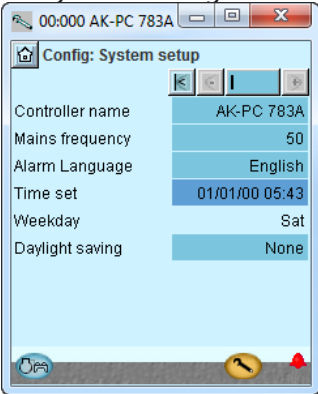 00:000 AK-PC 783A
Config: System setup
Controller name AK-PC 783A
Mains frequency 50
Alarm Language English
Time set 01/01/00 05:43
Weekday Sat
Daylight saving None